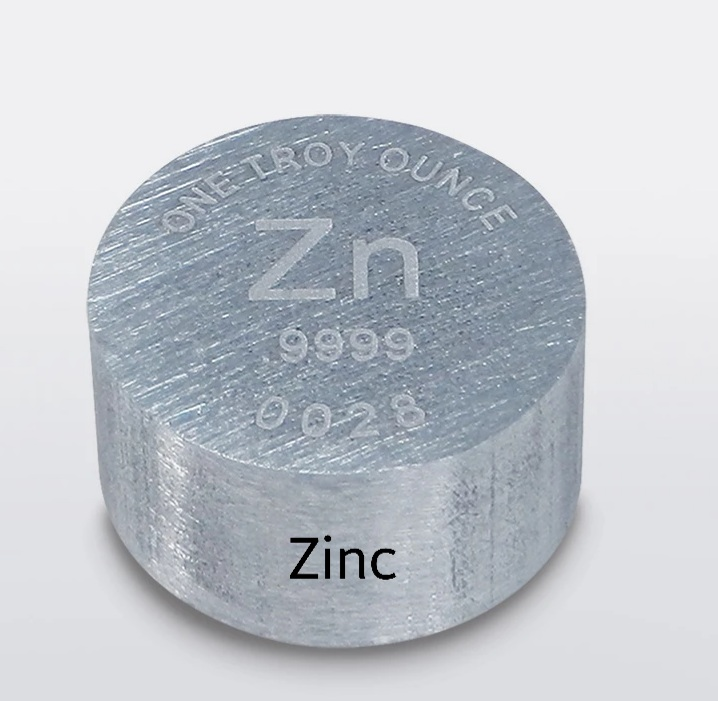 ONE TROY OUNCE
Zn
.9999
0028
Zinc